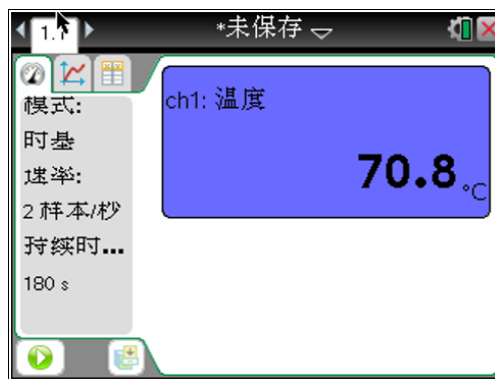 1.1 *未保存
模式:
时基
速率:
2 样本/秒
持续时...
180 s
ch1: 温度
70.8 °C